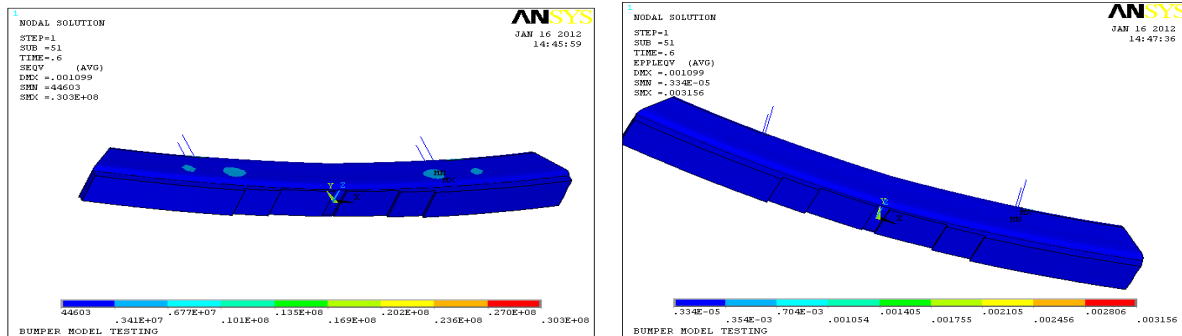 1
NODAL SOLUTION
STEP=1
SUB =51
TIME=.6
SEQV (AVG)
DMX =.001099
SMN =44603
SMX =.303E+08
ANSYS
JAN 16 2012
14:45:59
MN
MX
Y
Z
X
44603
.341E+07
.677E+07
.101E+08
.135E+08
.169E+08
.202E+08
.236E+08
.270E+08
.303E+08
BUMPER MODEL TESTING
1
NODAL SOLUTION
STEP=1
SUB =51
TIME=.6
EPPLEQV (AVG)
DMX =.001099
SMN =.334E-05
SMX =.003156
ANSYS
JAN 16 2012
14:47:36
MN
Y
Z
X
.334E-05
.354E-03
.704E-03
.001054
.001405
.001755
.002105
.002456
.002806
.003156
BUMPER MODEL TESTING